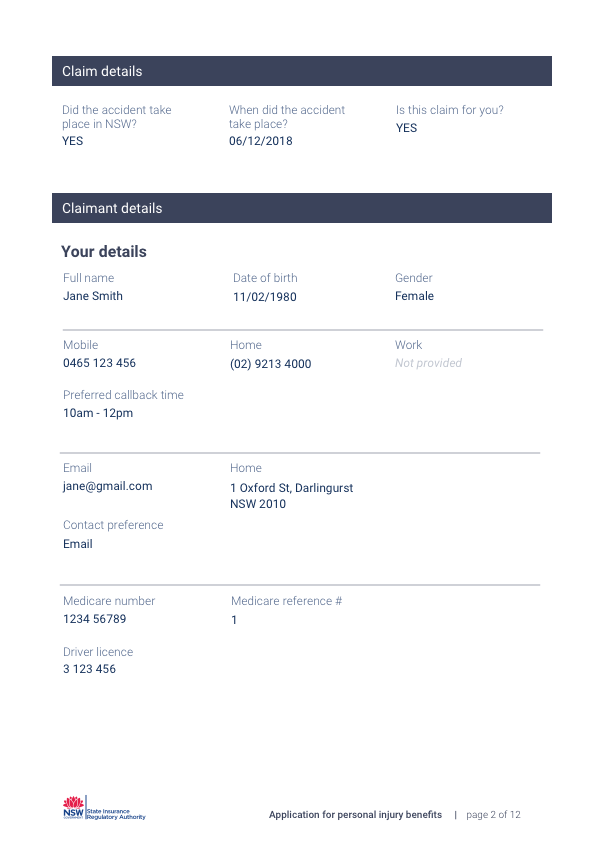 Claim details
Did the accident take
place in NSW?
YES
When did the accident
take place?
06/12/2018
Is this claim for you?
YES
Claimant details
Your details
Full name
Jane Smith
Date of birth
11/02/1980
Gender
Female
Mobile
0465 123 456
Home
(02) 9213 4000
Work
Not provided
Preferred callback time
10am - 12pm
Email
jane@gmail.com
Home
1 Oxford St, Darlingurst
NSW 2010
Contact preference
Email
Medicare number
1234 56789
Medicare reference #
1
Driver licence
3 123 456
NSW
State Insurance
Regulatory Authority
Application for personal injury benefits | page 2 of 12